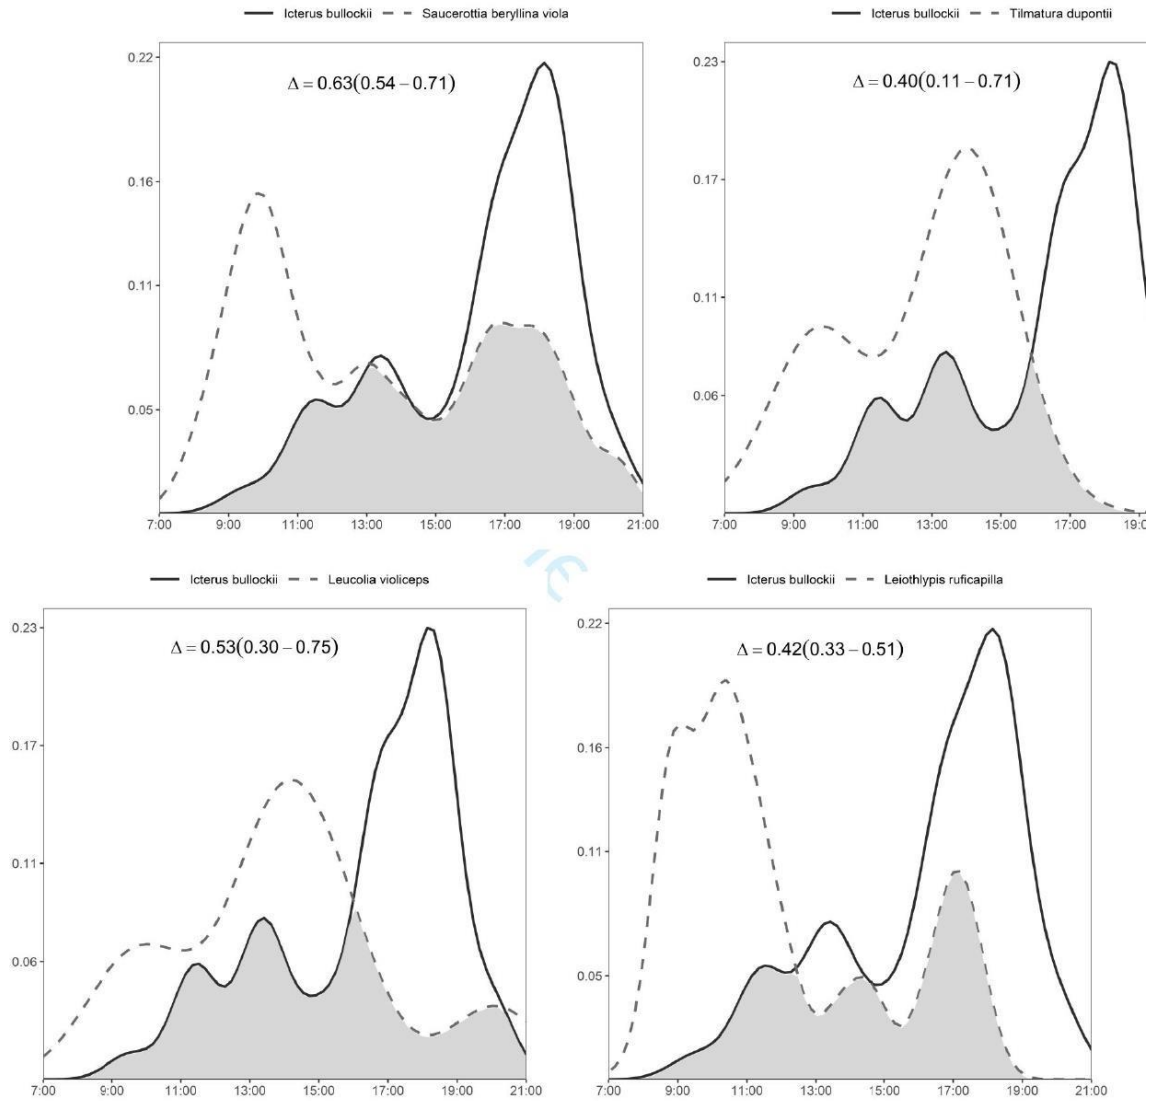 Icterus bullockii Saucerottia beryllina viola
Icterus bullockii Tilmatura dupontii
Δ = 0.63(0.54 – 0.71)
0.22
0.16
0.11
0.05
7:00 9:00 11:00 13:00 15:00 17:00 19:00 21:00
Δ = 0.40(0.11 – 0.71)
0.23
0.17
0.11
0.06
7:00 9:00 11:00 13:00 15:00 17:00
Icterus bullockii Leucolia violiceps
Icterus bullockii Leiothlypis ruficapilla
Δ = 0.53(0.30 – 0.75)
0.23
0.17
0.11
0.06
7:00 9:00 11:00 13:00 15:00 17:00 19:00 21:00
Δ = 0.42(0.33 – 0.51)
0.22
0.16
0.11
0.05
7:00 9:00 11:00 13:00 15:00 17:00 19:00 21:00